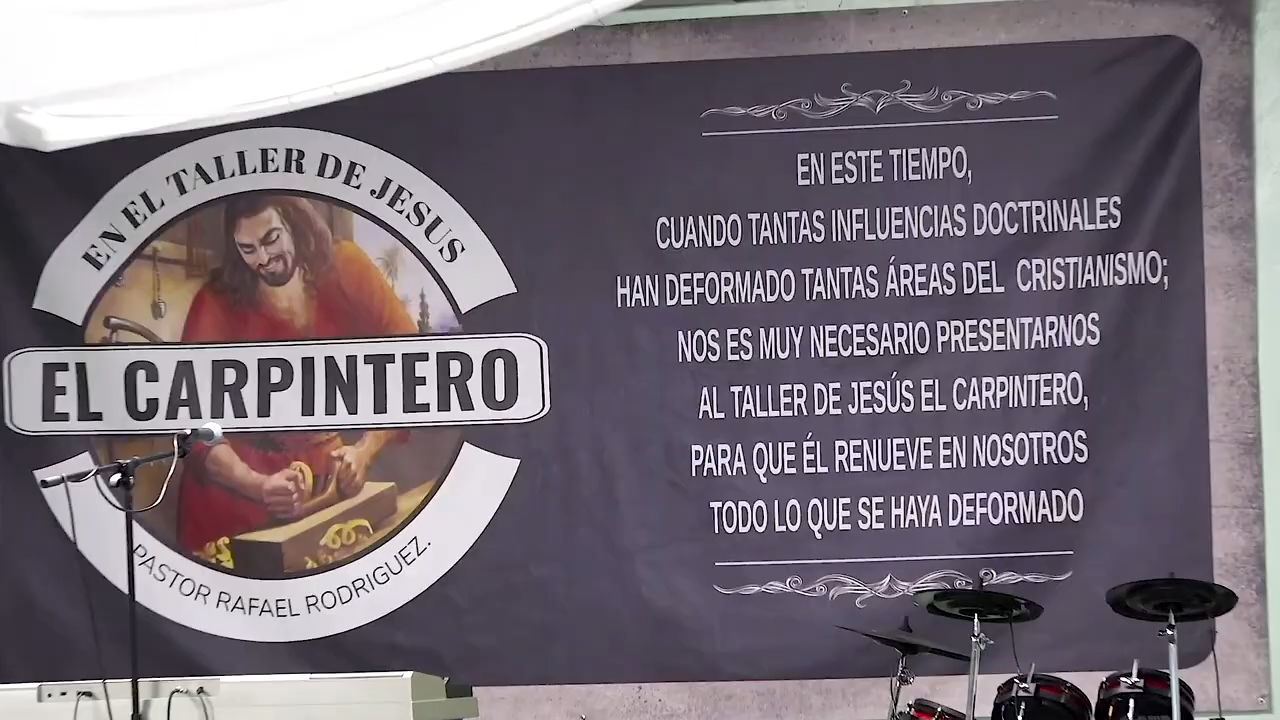 EN EL TALLER DE JESUS
EL CARPINTERO
PASTOR RAFAEL RODRIGUEZ.
EN ESTE TIEMPO,
CUANDO TANTAS INFLUENCIAS DOCTRINALES
HAN DEFORMADO TANTAS ÁREAS DEL CRISTIANISMO;
NOS ES MUY NECESARIO PRESENTARNOS
AL TALLER DE JESÚS EL CARPINTERO,
PARA QUE ÉL RENUEVE EN NOSOTROS
TODO LO QUE SE HAYA DEFORMADO